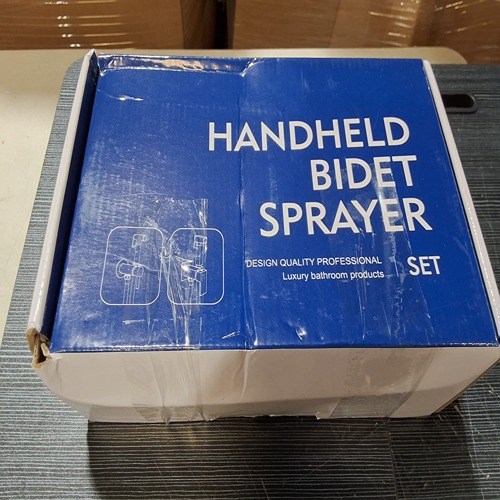 HANDHELD
BIDET
SPRAYER
DESIGN QUALITY PROFESSIONAL
Luxury bathroom products
SET